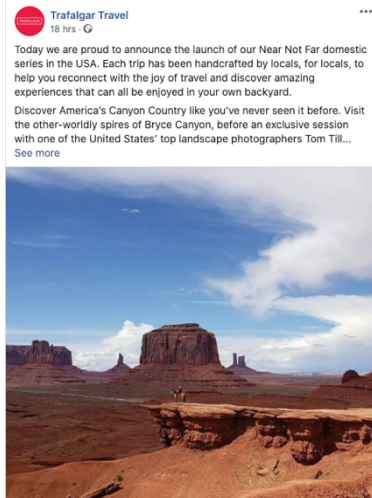 Trafalgar Travel
TRAFALGAR
18 hrs ·
Today we are proud to announce the launch of our Near Not Far domestic
series in the USA. Each trip has been handcrafted by locals, for locals, to
help you reconnect with the joy of travel and discover amazing
experiences that can all be enjoyed in your own backyard.
Discover America's Canyon Country like you've never seen it before. Visit
the other-worldly spires of Bryce Canyon, before an exclusive session
with one of the United States' top landscape photographers Tom Till...
See more